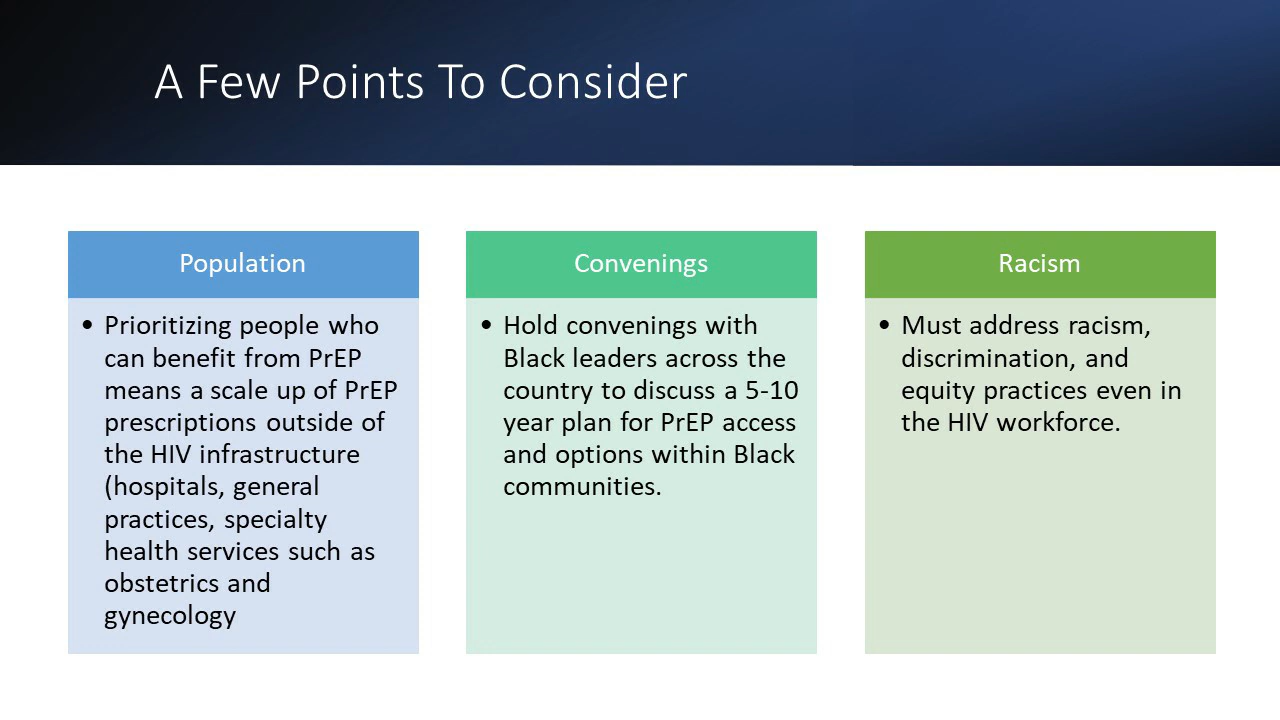 A Few Points To Consider
Population
• Prioritizing people who
can benefit from PrEP
means a scale up of PrEP
prescriptions outside of
the HIV infrastructure
(hospitals, general
practices, specialty
health services such as
obstetrics and
gynecology
Convenings
• Hold convenings with
Black leaders across the
country to discuss a 5-10
year plan for PrEP access
and options within Black
communities.
Racism
• Must address racism,
discrimination, and
equity practices even in
the HIV workforce.